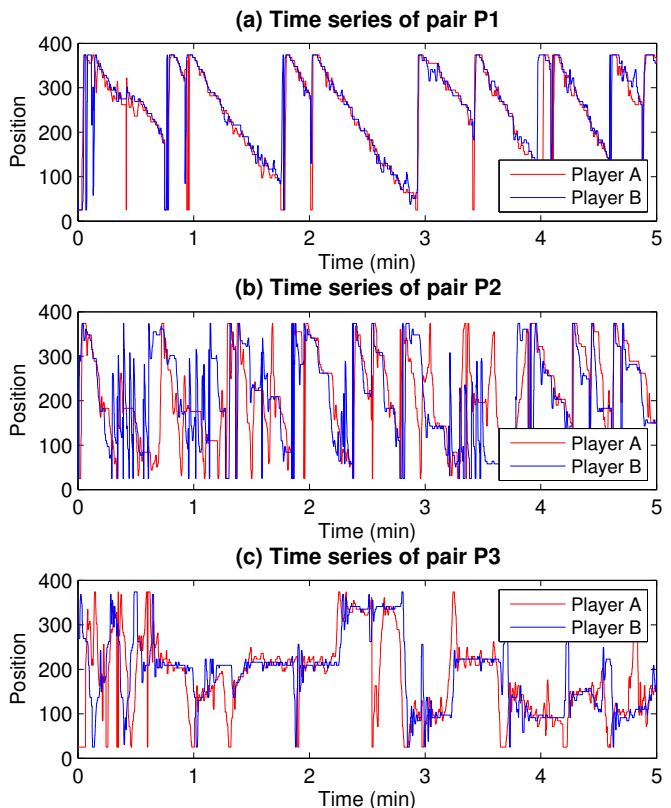 (a) Time series of pair P1
400
300
200
100
0
Position
Player A
Player B
0 1 2 3 4 5
Time (min)
(b) Time series of pair P2
400
300
200
100
0
Position
Player A
Player B
0 1 2 3 4 5
Time (min)
(c) Time series of pair P3
400
300
200
100
0
Position
Player A
Player B
0 1 2 3 4 5
Time (min)